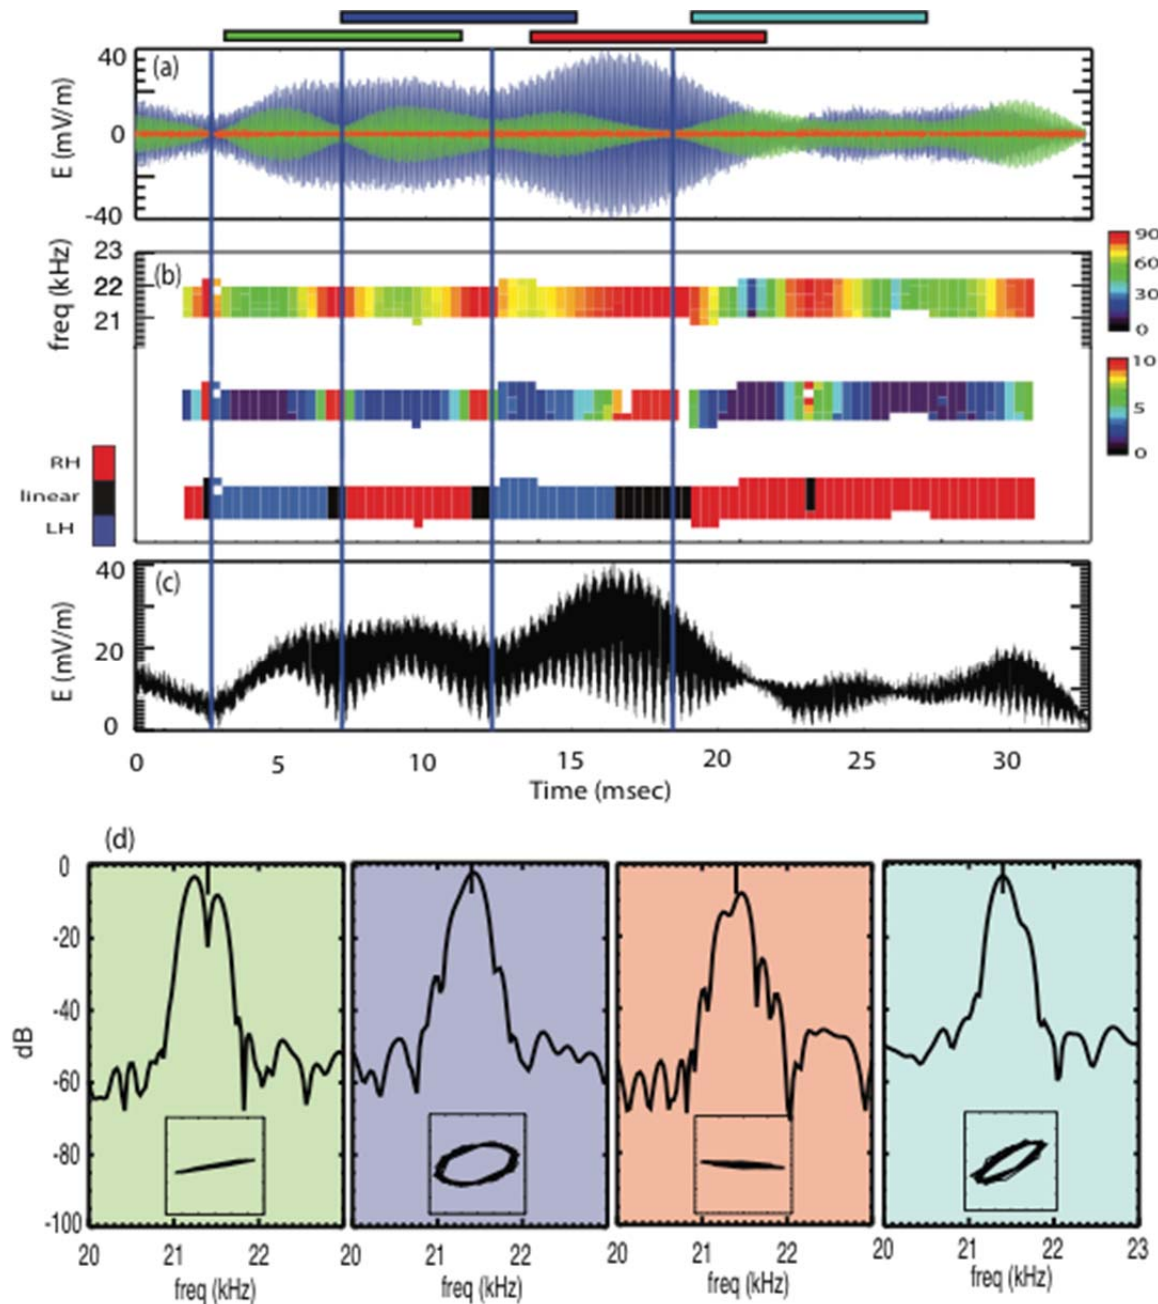 (a)
40
0
-40
E (mV/m)
(b)
23
22
21
freq (kHz)
90
60
30
0
10
5
0
RH
linear
LH
(c)
40
20
0
E (mV/m)
0 5 10 15 20 25 30
Time (msec)
(d)
0
-20
-40
-60
-80
-100
dB
20 21 22 20 21 22 20 21 22 20 21 22 23
freq (kHz) freq (kHz) freq (kHz) freq (kHz)